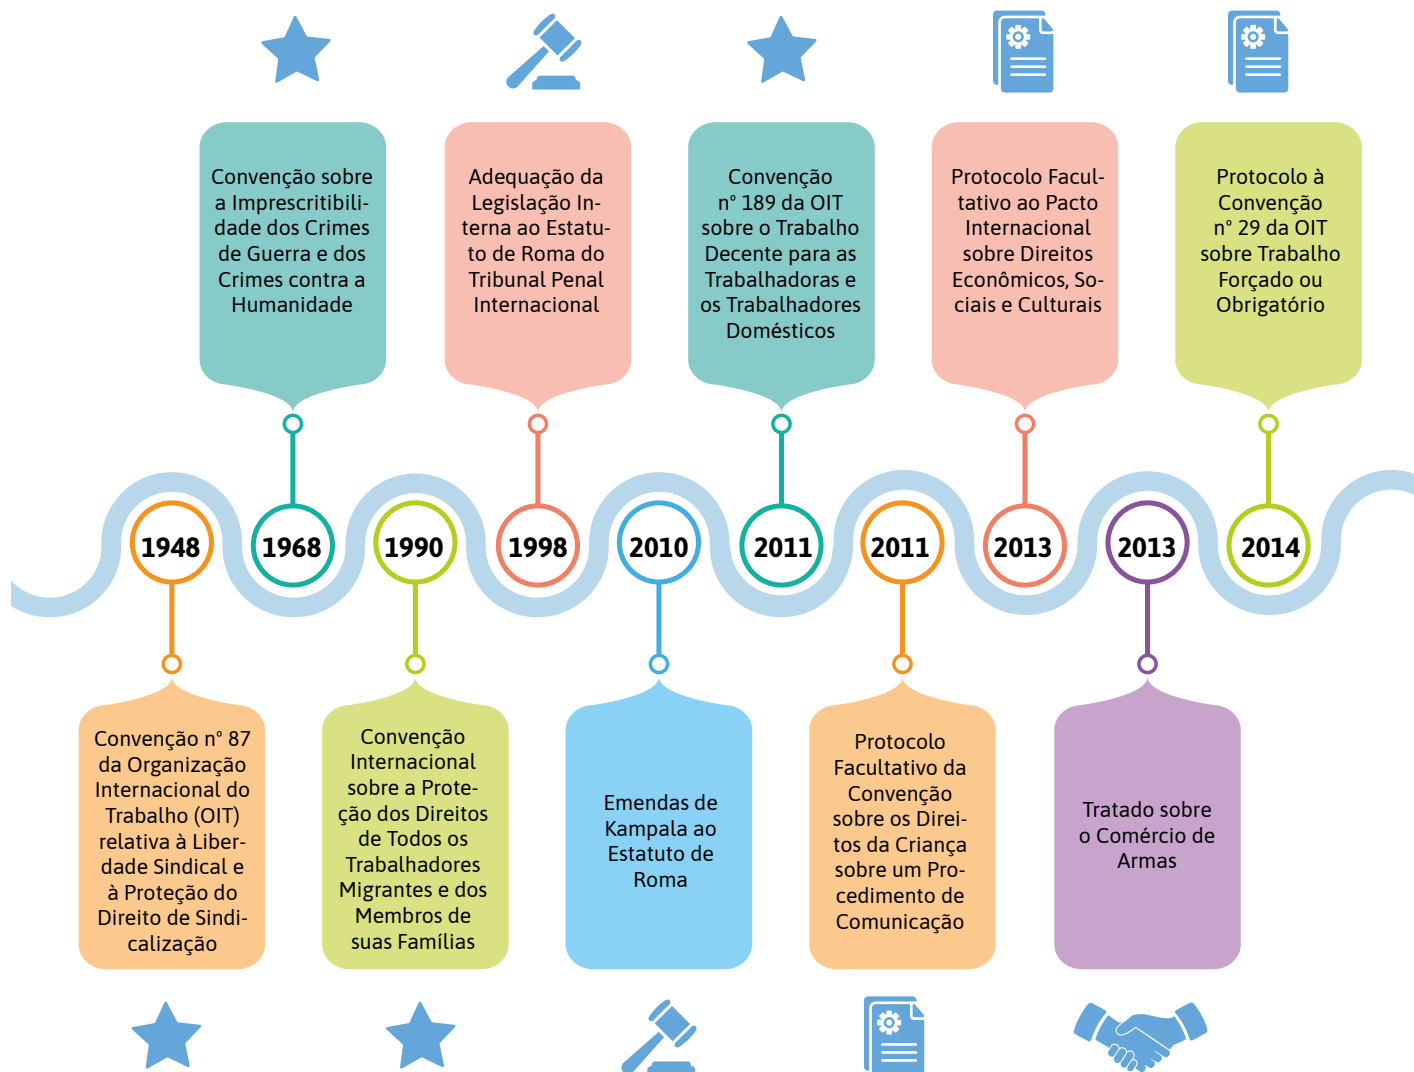 Convenção sobre
a Imprescritibili-
dade dos Crimes
de Guerra e dos
Crimes contra a
Humanidade
Adequação da
Legislação In-
terna ao Estatu-
to de Roma do
Tribunal Penal
Internacional
Convenção
nº 189 da OIT
sobre o Trabalho
Decente para as
Trabalhadoras e
os Trabalhadores
Domésticos
Protocolo Facul-
tativo ao Pacto
Internacional
sobre Direitos
Econômicos, So-
ciais e Culturais
Protocolo à
Convenção
nº 29 da OIT
sobre Trabalho
Forçado ou
Obrigatório
1948
1968
1990
1998
2010
2011
2011
2013
2013
2014
Convenção nº 87
da Organização
Internacional do
Trabalho (OIT)
relativa à Liber-
dade Sindical e
à Proteção do
Direito de Sindi-
calização
Convenção
Internacional
sobre a Prote-
ção dos Direitos
de Todos os
Trabalhadores
Migrantes e dos
Membros de
suas Famílias
Emendas de
Kampala ao
Estatuto de
Roma
Protocolo
Facultativo da
Convenção
sobre os Direi-
tos da Criança
sobre um Pro-
cedimento de
Comunicação
Tratado sobre
o Comércio de
Armas